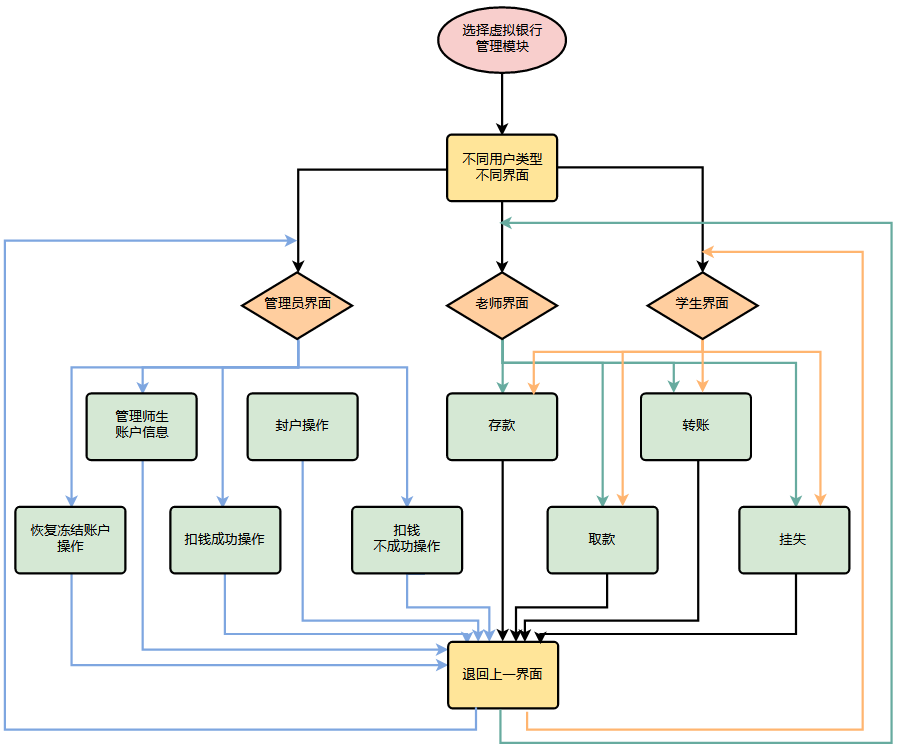 选择虚拟银行
管理模块
不同用户类型
不同界面
管理员界面
老师界面
学生界面
管理师生
账户信息
封户操作
存款
转账
恢复冻结账户
操作
扣钱成功操作
扣钱
不成功操作
取款
挂失
退回上一界面